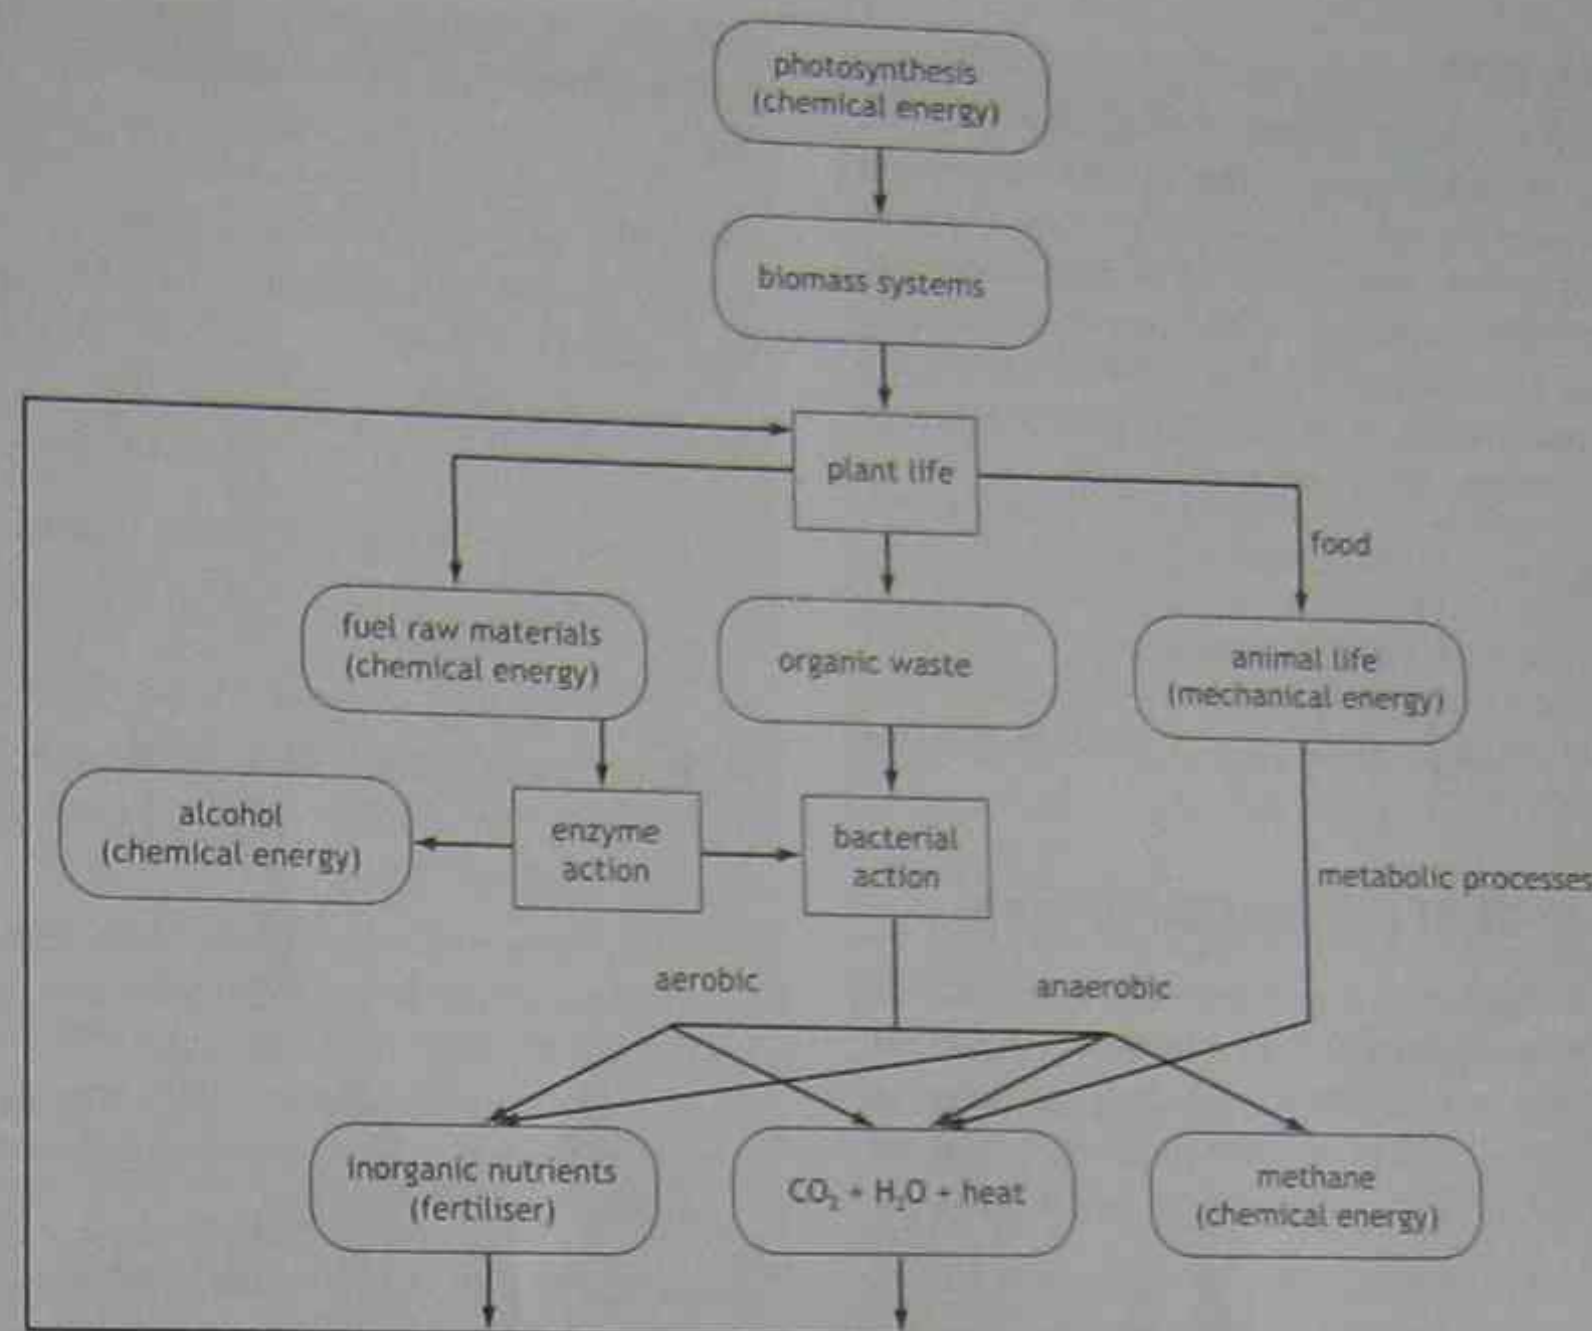 photosynthesis
(chemical energy)
biomass systems
plant life
food
fuel raw materials
(chemical energy)
organic waste
animal life
(mechanical energy)
alcohol
(chemical energy)
enzyme
action
bacterial
action
metabolic processes
aerobic
anaerobic
inorganic nutrients
(fertiliser)
CO₂ + H₂O + heat
methane
(chemical energy)